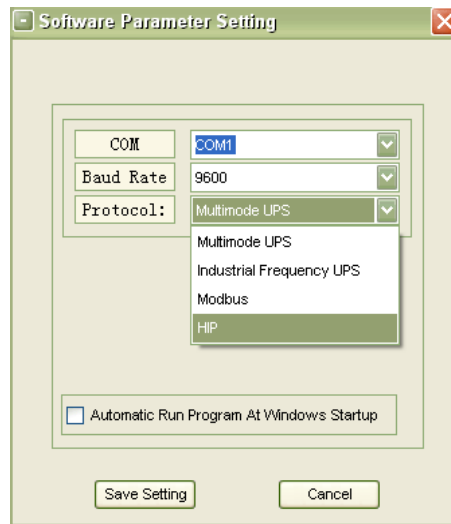 Software Parameter Setting
COM
COM1
Baud Rate
9600
Protocol:
Multimode UPS
Multimode UPS
Industrial Frequency UPS
Modbus
HIP
Automatic Run Program At Windows Startup
Save Setting
Cancel